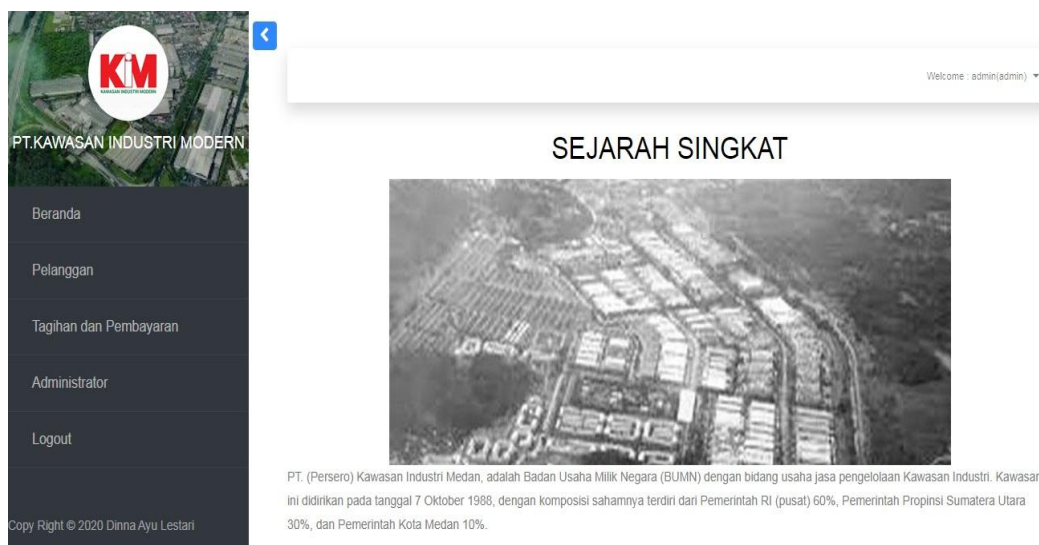 KiM
KAWASAN INDUSTRI MODERN
PT.KAWASAN INDUSTRI MODERN
Beranda
Pelanggan
Tagihan dan Pembayaran
Administrator
Logout
Copy Right © 2020 Dinna Ayu Lestari
Welcome : admin(admin)
SEJARAH SINGKAT
PT. (Persero) Kawasan Industri Medan, adalah Badan Usaha Milik Negara (BUMN) dengan bidang usaha jasa pengelolaan Kawasan Industri. Kawasan
ini didirikan pada tanggal 7 Oktober 1988, dengan komposisi sahamnya terdiri dari Pemerintah RI (pusat) 60%, Pemerintah Propinsi Sumatera Utara
30%, dan Pemerintah Kota Medan 10%.